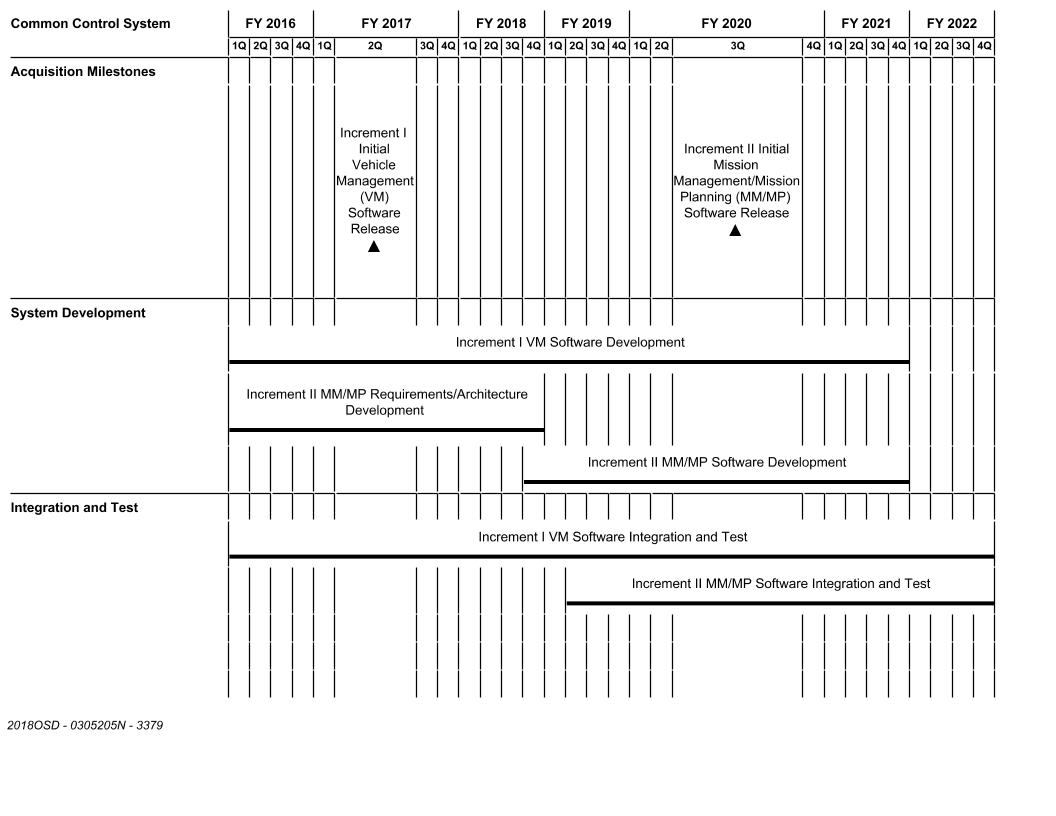 Common Control System FY 2016 FY 2017 FY 2018 FY 2019 FY 2020 FY 2021 FY 2022
1Q 2Q 3Q 4Q 1Q 2Q 3Q 4Q 1Q 2Q 3Q 4Q 1Q 2Q 3Q 4Q 1Q 2Q 3Q 4Q 1Q 2Q 3Q 4Q 1Q 2Q 3Q 4Q
Acquisition Milestones
Increment I
Initial
Vehicle
Management
(VM)
Software
Release
Increment II Initial
Mission
Management/Mission
Planning (MM/MP)
Software Release
System Development
Increment I VM Software Development
Increment II MM/MP Requirements/Architecture
Development
Increment II MM/MP Software Development
Integration and Test
Increment I VM Software Integration and Test
Increment II MM/MP Software Integration and Test
2018OSD - 0305205N - 3379